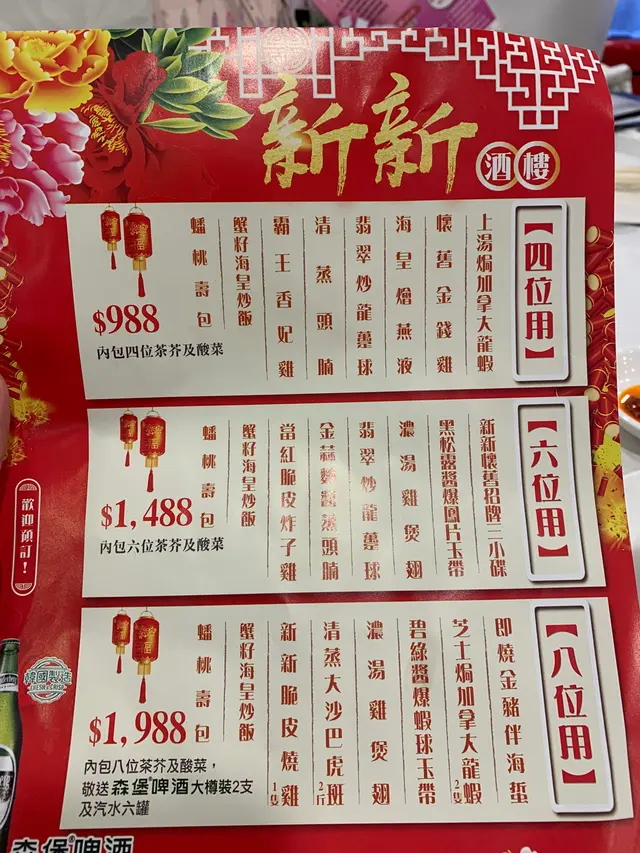 新新
酒樓
【四位用】
上湯焗加拿大龍蝦
懷舊金錢雞
海皇燴燕液
翡翠炒龍躉球
清蒸頭腩
霸王香妃雞
蟹籽海皇炒飯
蟠桃壽包
$988
內包四位茶芥及酸菜
【六位用】
新新懷舊招牌三小碟
黑松露醬爆鳳片玉帶
濃湯雞煲翅
翡翠炒龍躉球
金蒜麵醬蒸頭腩
當紅脆皮炸子雞
蟹籽海皇炒飯
蟠桃壽包
$1,488
內包六位茶芥及酸菜
歡迎預訂！
【八位用】
即燒金豬伴海蜇
芝士焗加拿大龍蝦2隻
碧綠醬爆蝦球玉帶
濃湯雞煲翅
清蒸大沙巴虎斑2斤
新新脆皮燒雞1隻
蟹籽海皇炒飯
蟠桃壽包
$1,988
內包八位茶芥及酸菜，
敬送森堡啤酒大樽裝2支
及汽水六罐
韓國製造
FRESH & CRISP
森堡啤酒